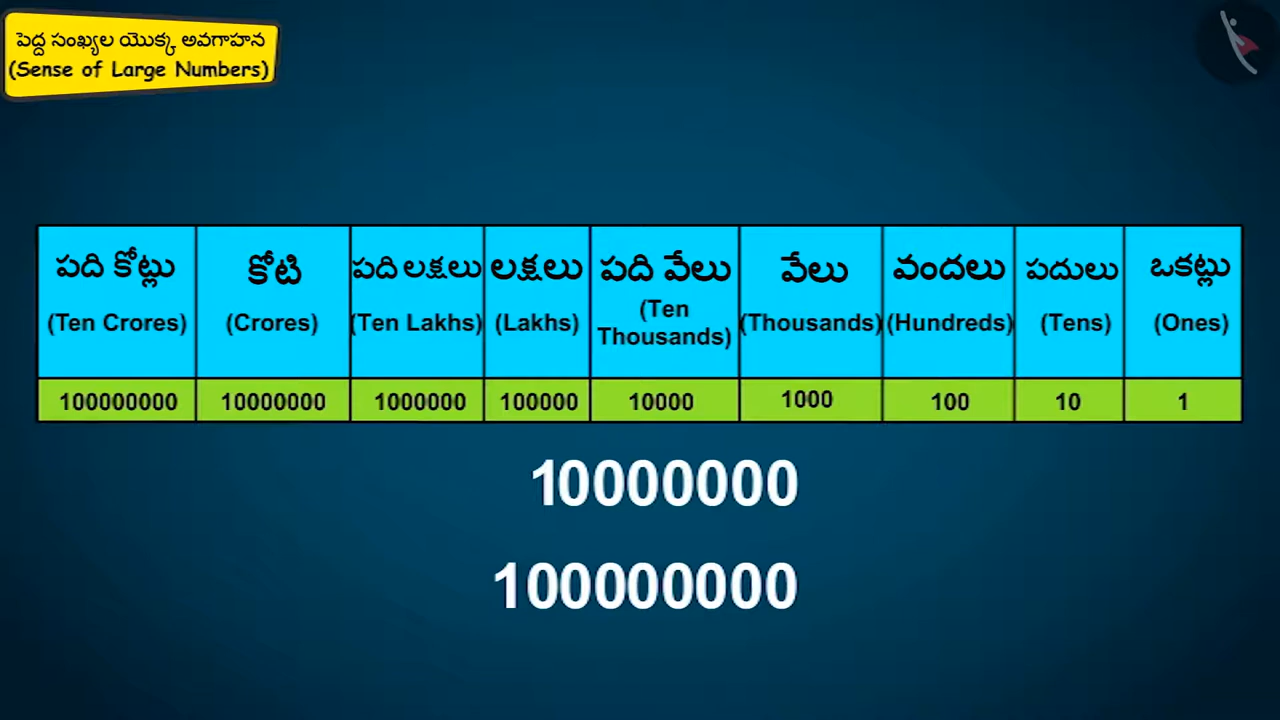 పెద్ద సంఖ్యల యొక్క అవగాహన
(Sense of Large Numbers)
పది కోట్లు కోటి పది లక్షలు లక్షలు పది వేలు వేలు వందలు పదులు ఒకట్లు
(Ten Crores) (Crores) (Ten Lakhs) (Lakhs) (Ten Thousands) (Thousands) (Hundreds) (Tens) (Ones)
100000000 10000000 1000000 100000 10000 1000 100 10 1
10000000
100000000